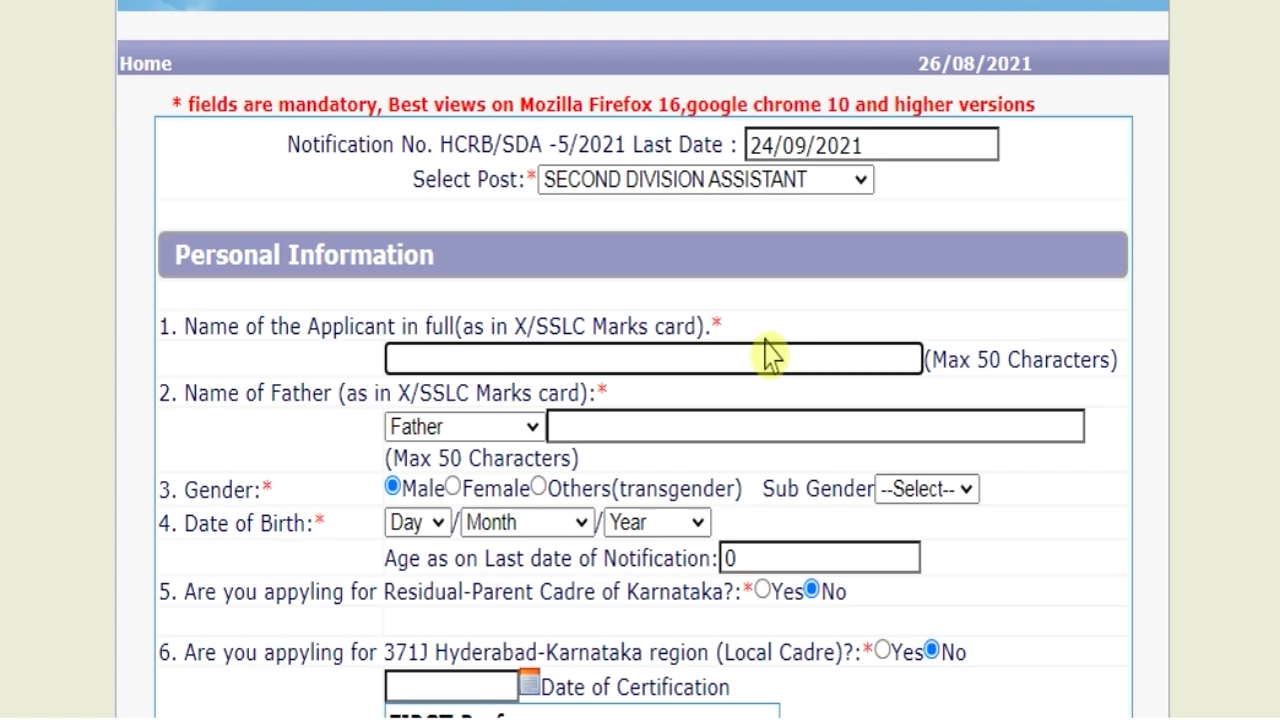 Home 26/08/2021
* fields are mandatory, Best views on Mozilla Firefox 16,google chrome 10 and higher versions
Notification No. HCRB/SDA -5/2021 Last Date : 24/09/2021
Select Post:* SECOND DIVISION ASSISTANT
Personal Information
1. Name of the Applicant in full(as in X/SSLC Marks card).*
(Max 50 Characters)
2. Name of Father (as in X/SSLC Marks card):*
Father
(Max 50 Characters)
3. Gender:* Male Female Others(transgender) Sub Gender --Select--
4. Date of Birth:* Day / Month / Year
Age as on Last date of Notification: 0
5. Are you appying for Residual-Parent Cadre of Karnataka?:* Yes No
6. Are you appying for 371J Hyderabad-Karnataka region (Local Cadre)?:* Yes No
Date of Certification